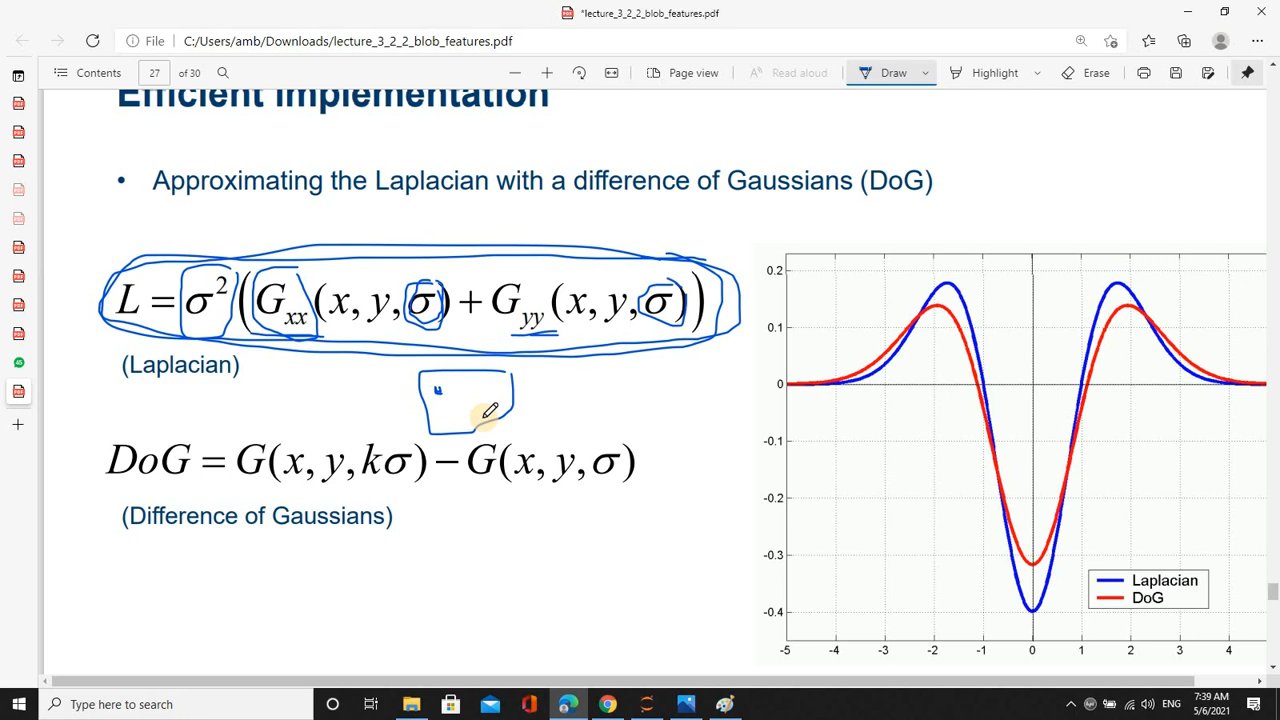 *lecture_3_2_2_blob_features.pdf
File C:/Users/amb/Downloads/lecture_3_2_2_blob_features.pdf
Contents 27 of 30 Page view Read aloud Draw Highlight Erase
Efficient Implementation
• Approximating the Laplacian with a difference of Gaussians (DoG)
L = σ² (Gxx (x, y, σ) + Gyy (x, y, σ))
(Laplacian)
DoG = G(x, y, kσ) − G(x, y, σ)
(Difference of Gaussians)
0.2
0.1
0
-0.1
-0.2
-0.3
-0.4
-5 -4 -3 -2 -1 0 1 2 3 4
Laplacian
DoG
Type here to search
ENG
7:39 AM
5/6/2021